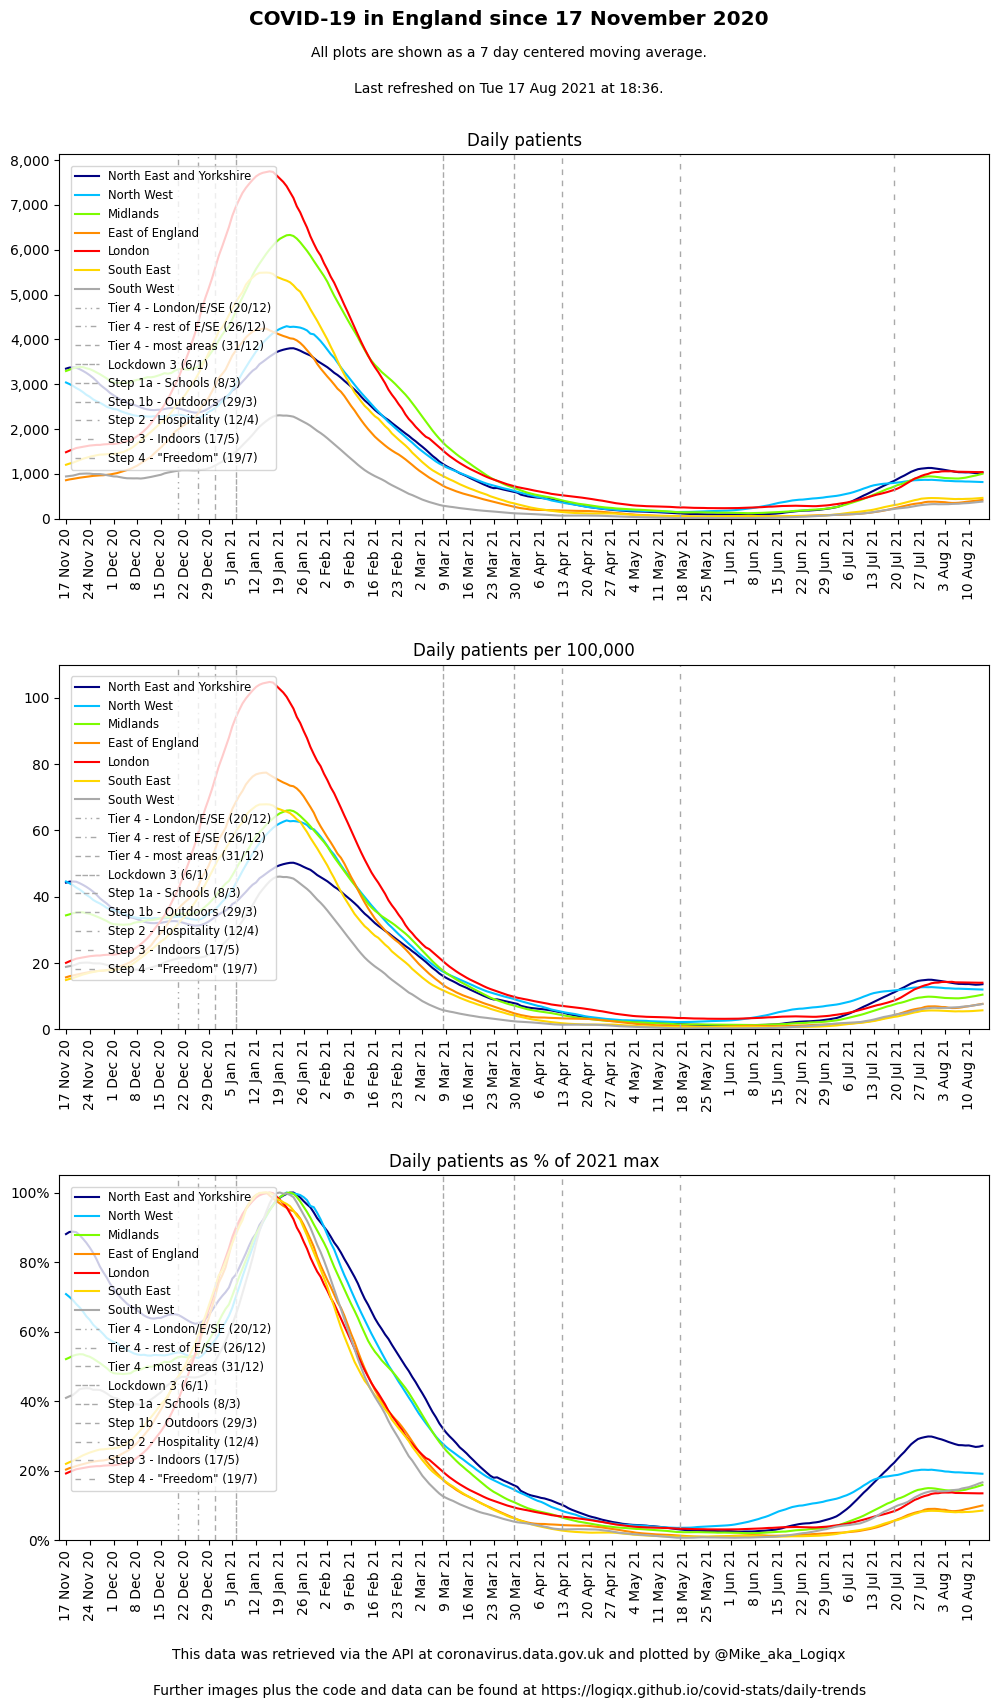 COVID-19 in England since 17 November 2020
All plots are shown as a 7 day centered moving average.
Last refreshed on Tue 17 Aug 2021 at 18:36.
Daily patients
8,000
7,000
6,000
5,000
4,000
3,000
2,000
1,000
0
North East and Yorkshire
North West
Midlands
East of England
London
South East
South West
Tier 4 - London/E/SE (20/12)
Tier 4 - rest of E/SE (26/12)
Tier 4 - most areas (31/12)
Lockdown 3 (6/1)
Step 1a - Schools (8/3)
Step 1b - Outdoors (29/3)
Step 2 - Hospitality (12/4)
Step 3 - Indoors (17/5)
Step 4 - "Freedom" (19/7)
17 Nov 20
24 Nov 20
1 Dec 20
8 Dec 20
15 Dec 20
22 Dec 20
29 Dec 20
5 Jan 21
12 Jan 21
19 Jan 21
26 Jan 21
2 Feb 21
9 Feb 21
16 Feb 21
23 Feb 21
2 Mar 21
9 Mar 21
16 Mar 21
23 Mar 21
30 Mar 21
6 Apr 21
13 Apr 21
20 Apr 21
27 Apr 21
4 May 21
11 May 21
18 May 21
25 May 21
1 Jun 21
8 Jun 21
15 Jun 21
22 Jun 21
29 Jun 21
6 Jul 21
13 Jul 21
20 Jul 21
27 Jul 21
3 Aug 21
10 Aug 21
Daily patients per 100,000
100
80
60
40
20
0
North East and Yorkshire
North West
Midlands
East of England
London
South East
South West
Tier 4 - London/E/SE (20/12)
Tier 4 - rest of E/SE (26/12)
Tier 4 - most areas (31/12)
Lockdown 3 (6/1)
Step 1a - Schools (8/3)
Step 1b - Outdoors (29/3)
Step 2 - Hospitality (12/4)
Step 3 - Indoors (17/5)
Step 4 - "Freedom" (19/7)
17 Nov 20
24 Nov 20
1 Dec 20
8 Dec 20
15 Dec 20
22 Dec 20
29 Dec 20
5 Jan 21
12 Jan 21
19 Jan 21
26 Jan 21
2 Feb 21
9 Feb 21
16 Feb 21
23 Feb 21
2 Mar 21
9 Mar 21
16 Mar 21
23 Mar 21
30 Mar 21
6 Apr 21
13 Apr 21
20 Apr 21
27 Apr 21
4 May 21
11 May 21
18 May 21
25 May 21
1 Jun 21
8 Jun 21
15 Jun 21
22 Jun 21
29 Jun 21
6 Jul 21
13 Jul 21
20 Jul 21
27 Jul 21
3 Aug 21
10 Aug 21
Daily patients as % of 2021 max
100%
80%
60%
40%
20%
0%
North East and Yorkshire
North West
Midlands
East of England
London
South East
South West
Tier 4 - London/E/SE (20/12)
Tier 4 - rest of E/SE (26/12)
Tier 4 - most areas (31/12)
Lockdown 3 (6/1)
Step 1a - Schools (8/3)
Step 1b - Outdoors (29/3)
Step 2 - Hospitality (12/4)
Step 3 - Indoors (17/5)
Step 4 - "Freedom" (19/7)
17 Nov 20
24 Nov 20
1 Dec 20
8 Dec 20
15 Dec 20
22 Dec 20
29 Dec 20
5 Jan 21
12 Jan 21
19 Jan 21
26 Jan 21
2 Feb 21
9 Feb 21
16 Feb 21
23 Feb 21
2 Mar 21
9 Mar 21
16 Mar 21
23 Mar 21
30 Mar 21
6 Apr 21
13 Apr 21
20 Apr 21
27 Apr 21
4 May 21
11 May 21
18 May 21
25 May 21
1 Jun 21
8 Jun 21
15 Jun 21
22 Jun 21
29 Jun 21
6 Jul 21
13 Jul 21
20 Jul 21
27 Jul 21
3 Aug 21
10 Aug 21
This data was retrieved via the API at coronavirus.data.gov.uk and plotted by @Mike_aka_Logiqx
Further images plus the code and data can be found at https://logiqx.github.io/covid-stats/daily-trends